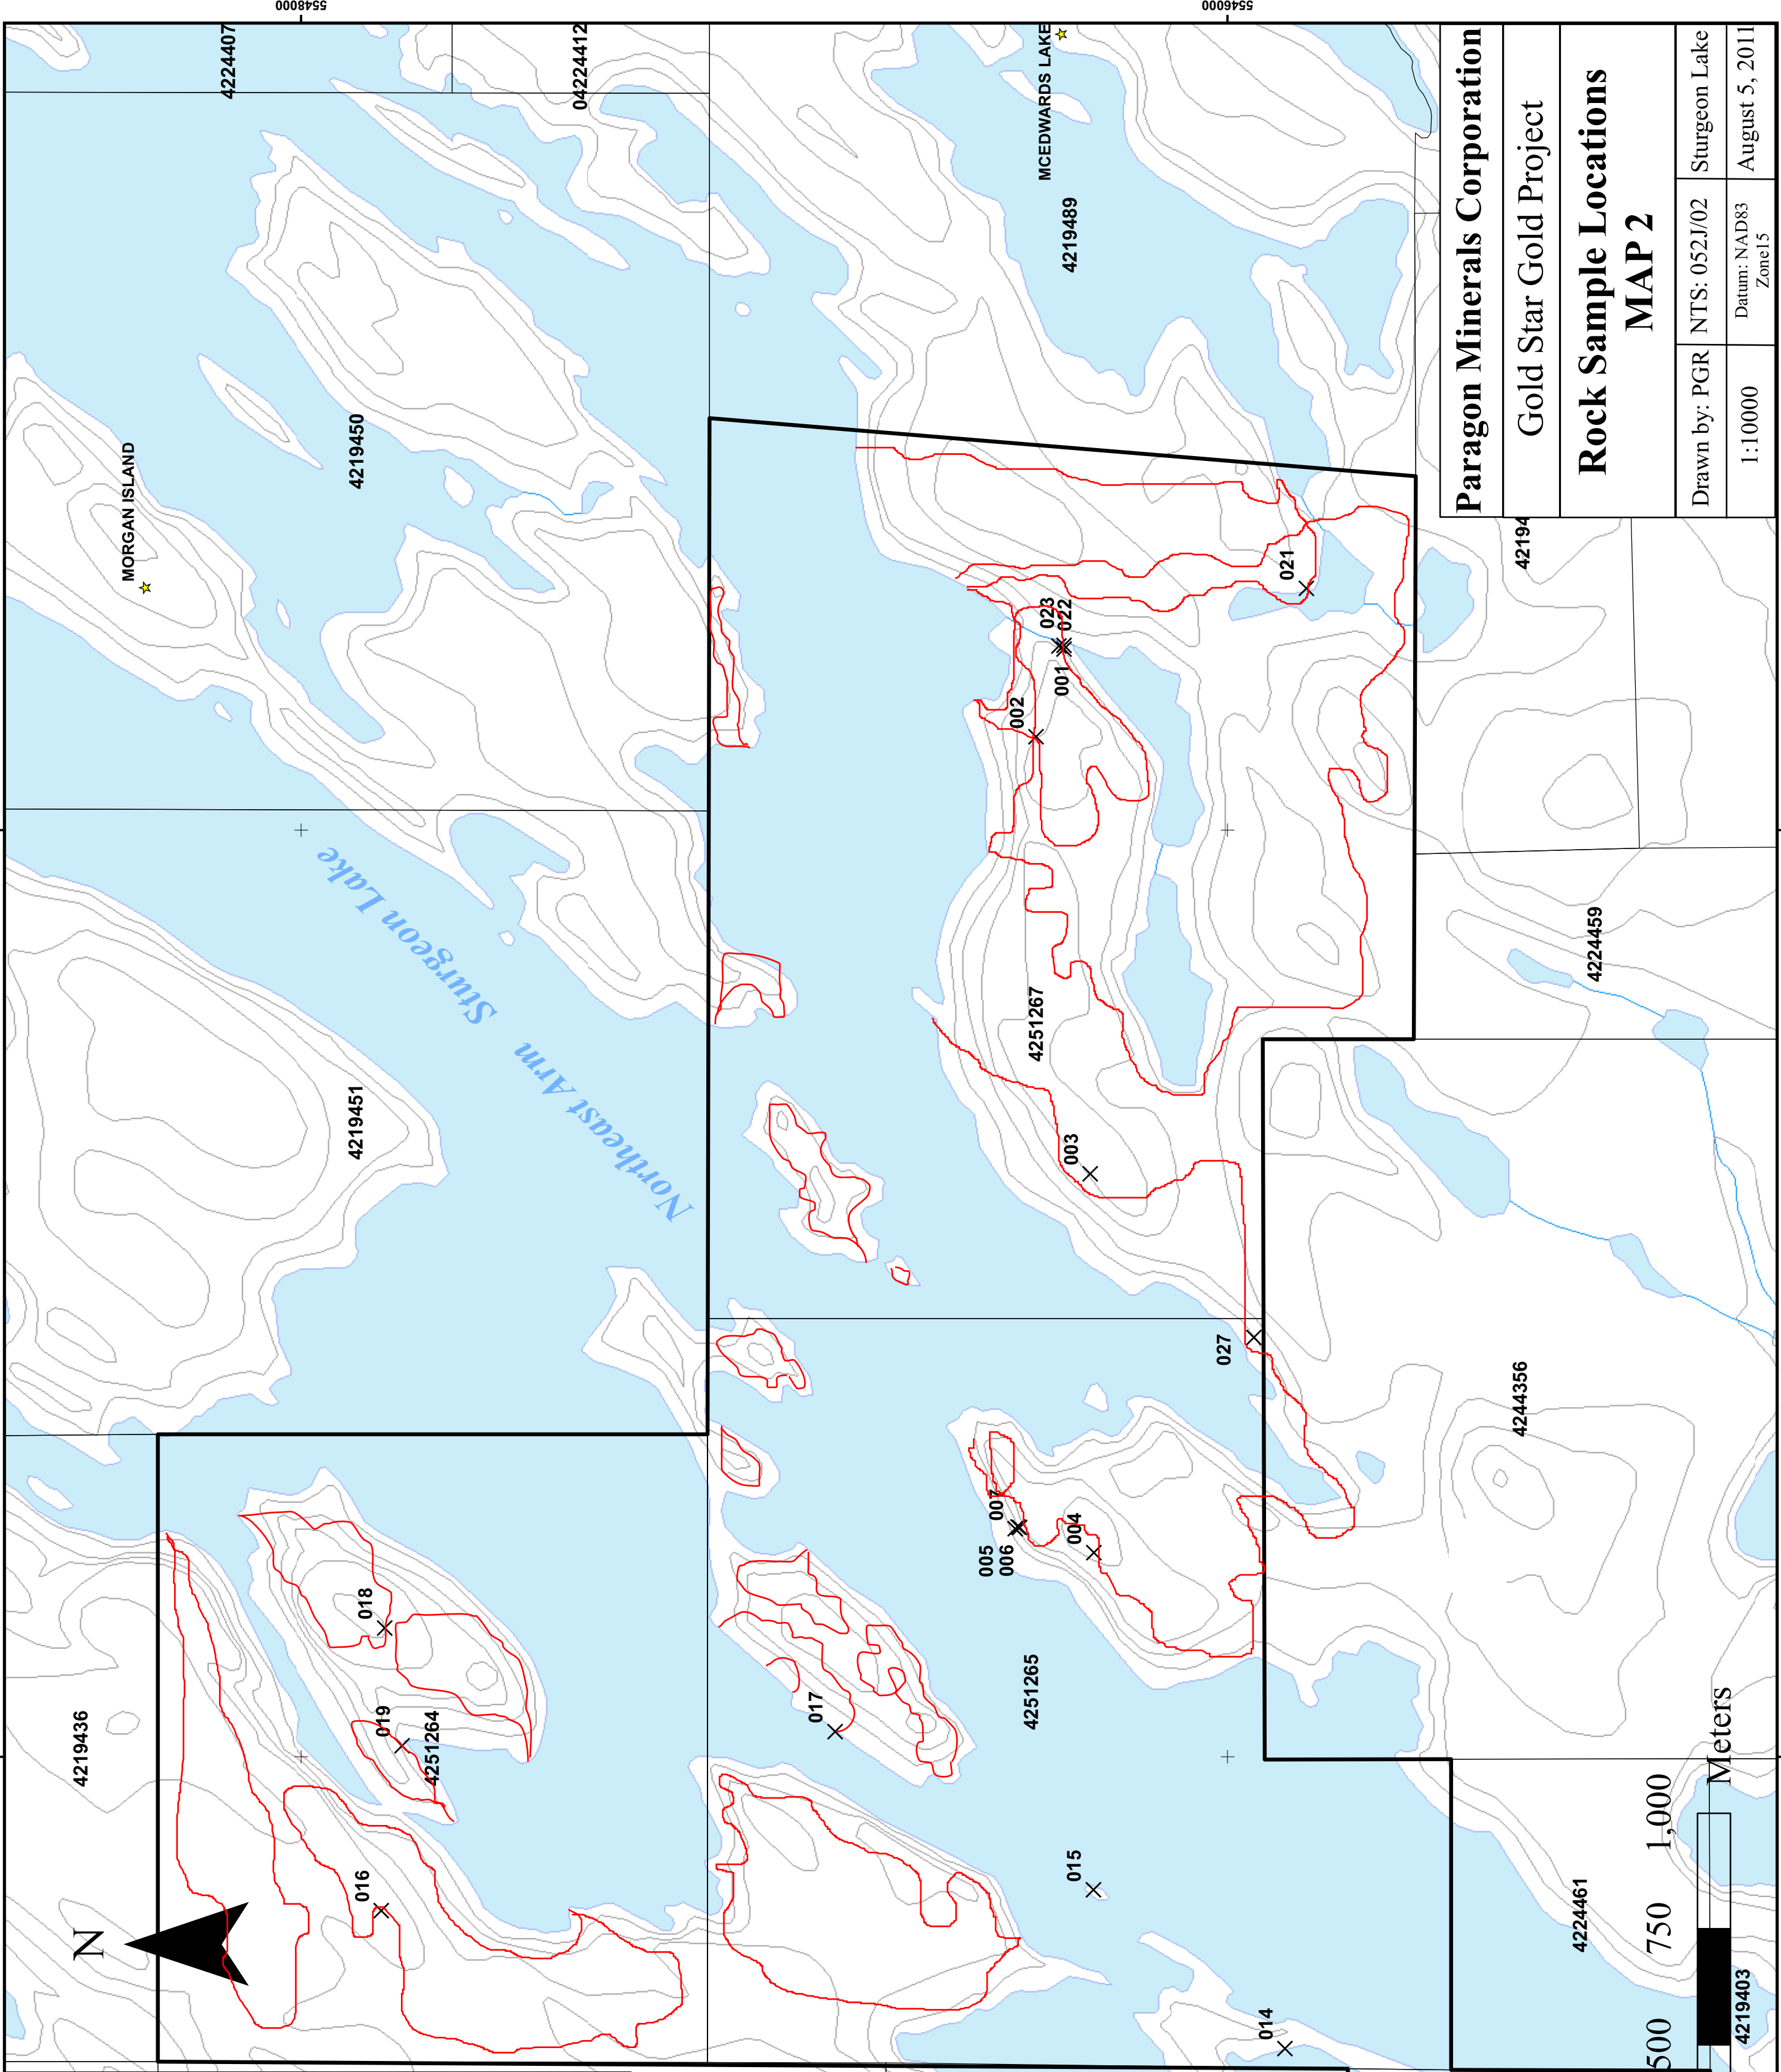 5548000
5546000
4224407
04224412
MCEDWARDS LAKE
4219489
MORGAN ISLAND
4219450
Northeast Arm Sturgeon Lake
4219451
021
023
022
001
002
42194
4251267
4224459
003
027
4244356
007
005
006
004
018
019
4251264
017
4251265
4219436
016
015
014
4224461
4219403
N
500 750 1,000
Meters
Paragon Minerals Corporation
Gold Star Gold Project
Rock Sample Locations
MAP 2
Drawn by: PGR NTS: 052J/02 Sturgeon Lake
1:10000 Datum: NAD83 August 5, 2011
Zone15